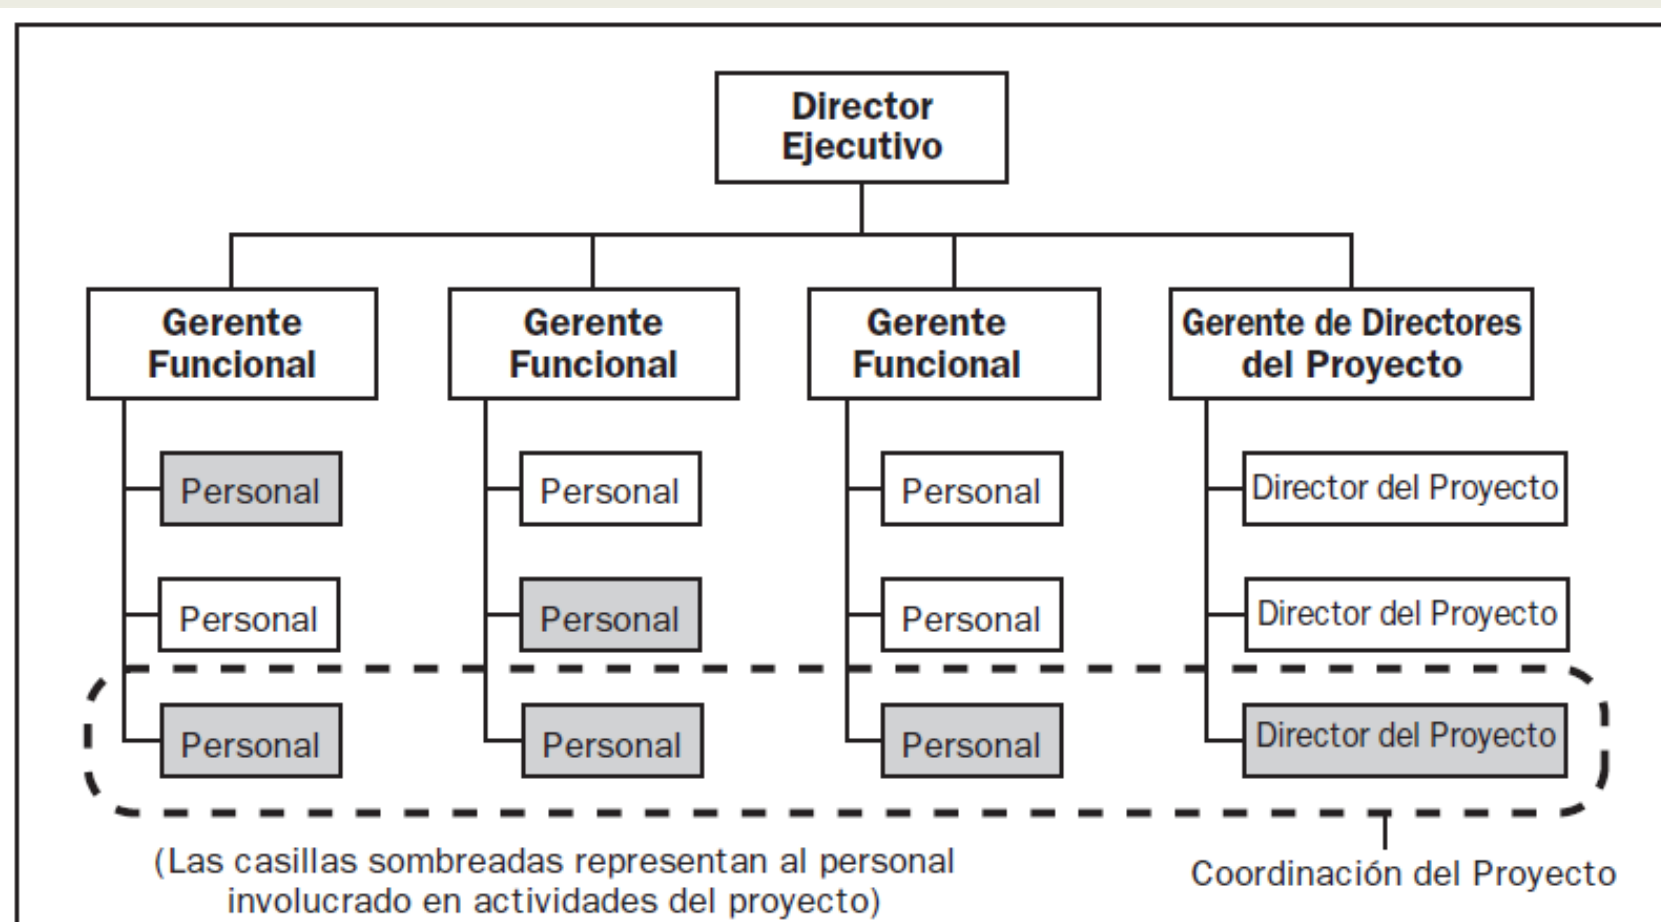 Director
Ejecutivo
Gerente
Funcional
Gerente
Funcional
Gerente
Funcional
Gerente de Directores
del Proyecto
Personal
Personal
Personal
Director del Proyecto
Personal
Personal
Personal
Director del Proyecto
Personal
Personal
Personal
Director del Proyecto
(Las casillas sombreadas representan al personal
involucrado en actividades del proyecto)
Coordinación del Proyecto